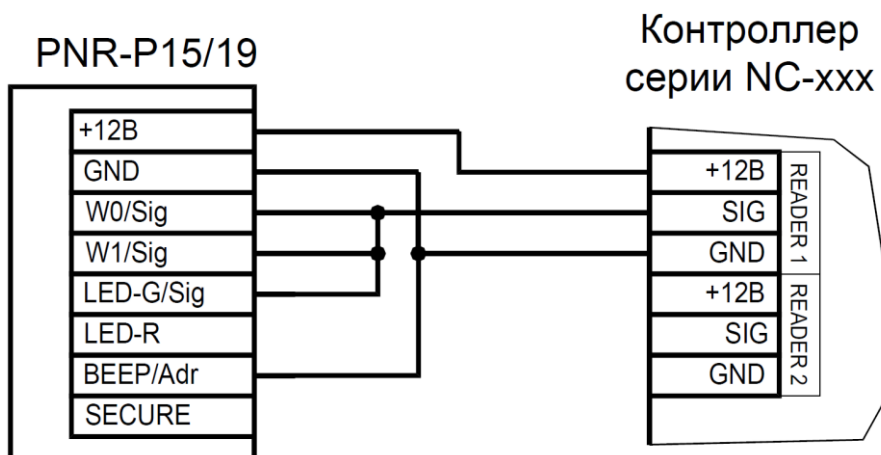 PNR-P15/19
+12В
GND
W0/Sig
W1/Sig
LED-G/Sig
LED-R
BEEP/Adr
SECURE
Контроллер
серии NC-xxx
+12В
SIG
GND
READER 1
+12В
SIG
GND
READER 2